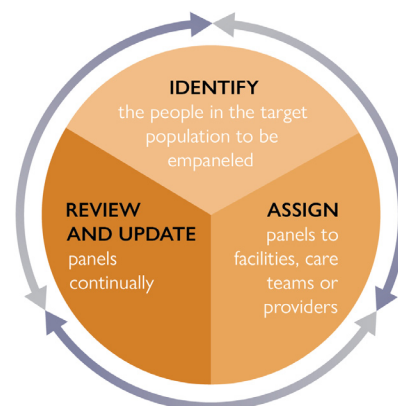 IDENTIFY
the people in the target
population to be
empaneled
ASSIGN
panels to
facilities, care
teams or
providers
REVIEW
AND UPDATE
panels
continually